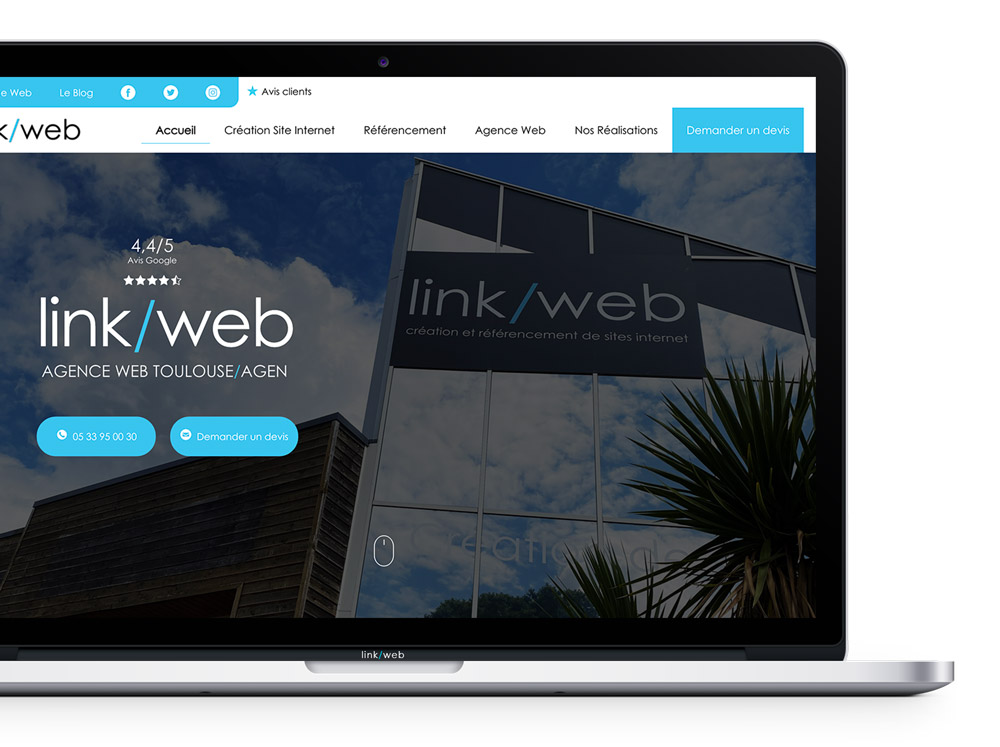 e Web Le Blog Avis clients
k/web Accueil Création Site Internet Référencement Agence Web Nos Réalisations Demander un devis
4,4/5
Avis Google
link/web
AGENCE WEB TOULOUSE/AGEN
05 33 95 00 30 Demander un devis
link/web
création et référencement de sites internet
Création de
link/web